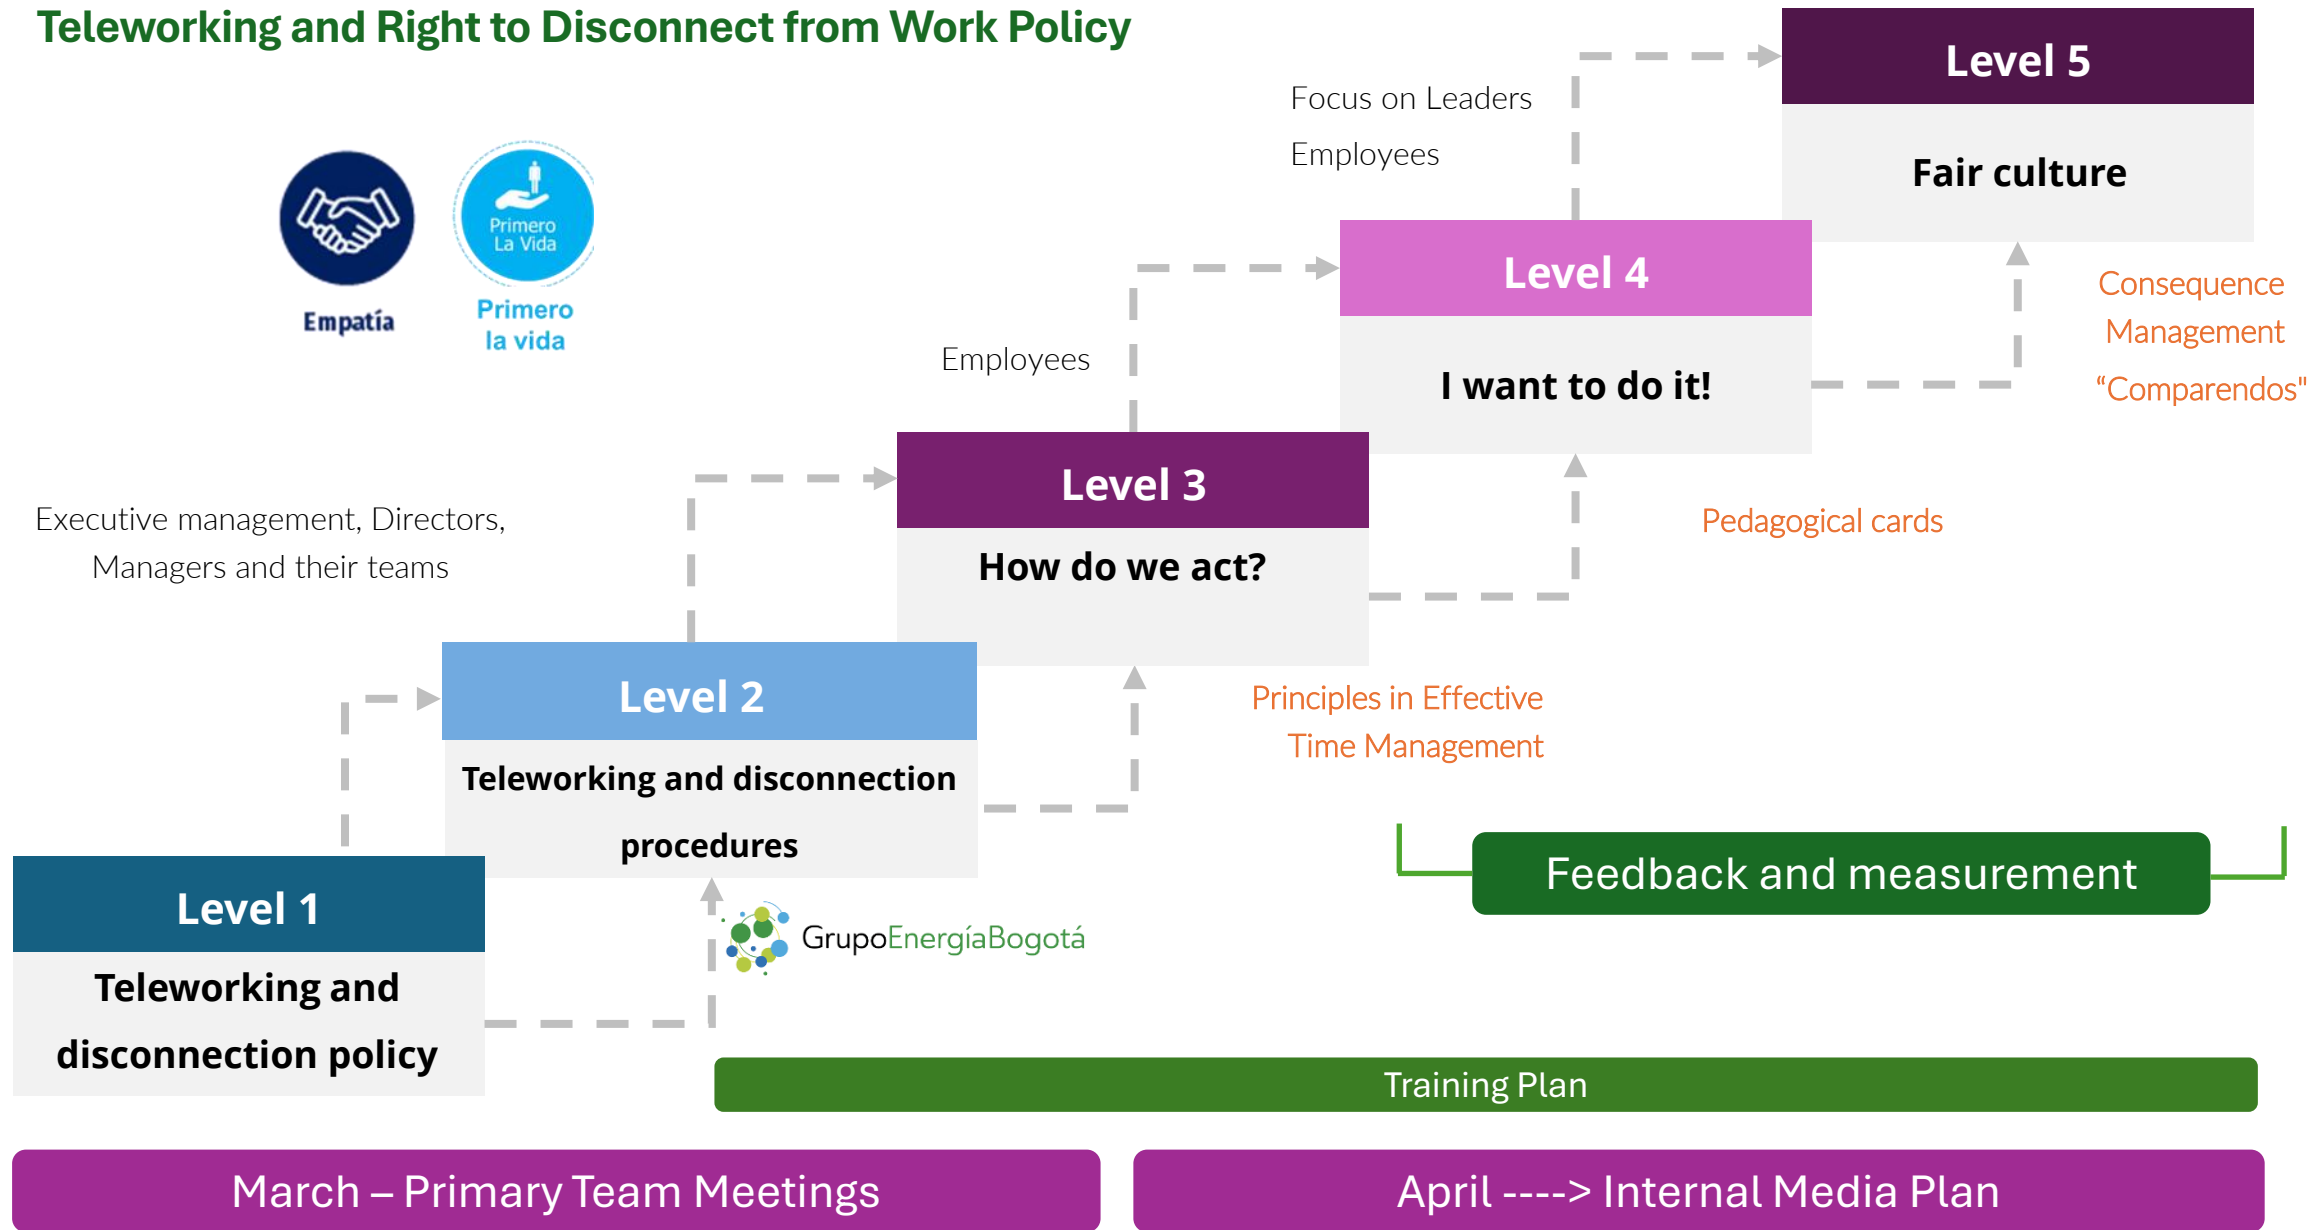 Teleworking and Right to Disconnect from Work Policy
Level 5
Fair culture
Focus on Leaders
Employees
Primero
La Vida
Empatía
Primero
la vida
Level 4
I want to do it!
Consequence
Management
“Comparendos"
Employees
Level 3
How do we act?
Pedagogical cards
Executive management, Directors,
Managers and their teams
Level 2
Teleworking and disconnection
procedures
Principles in Effective
Time Management
Feedback and measurement
Level 1
Teleworking and
disconnection policy
GrupoEnergíaBogotá
Training Plan
March – Primary Team Meetings
April ----> Internal Media Plan